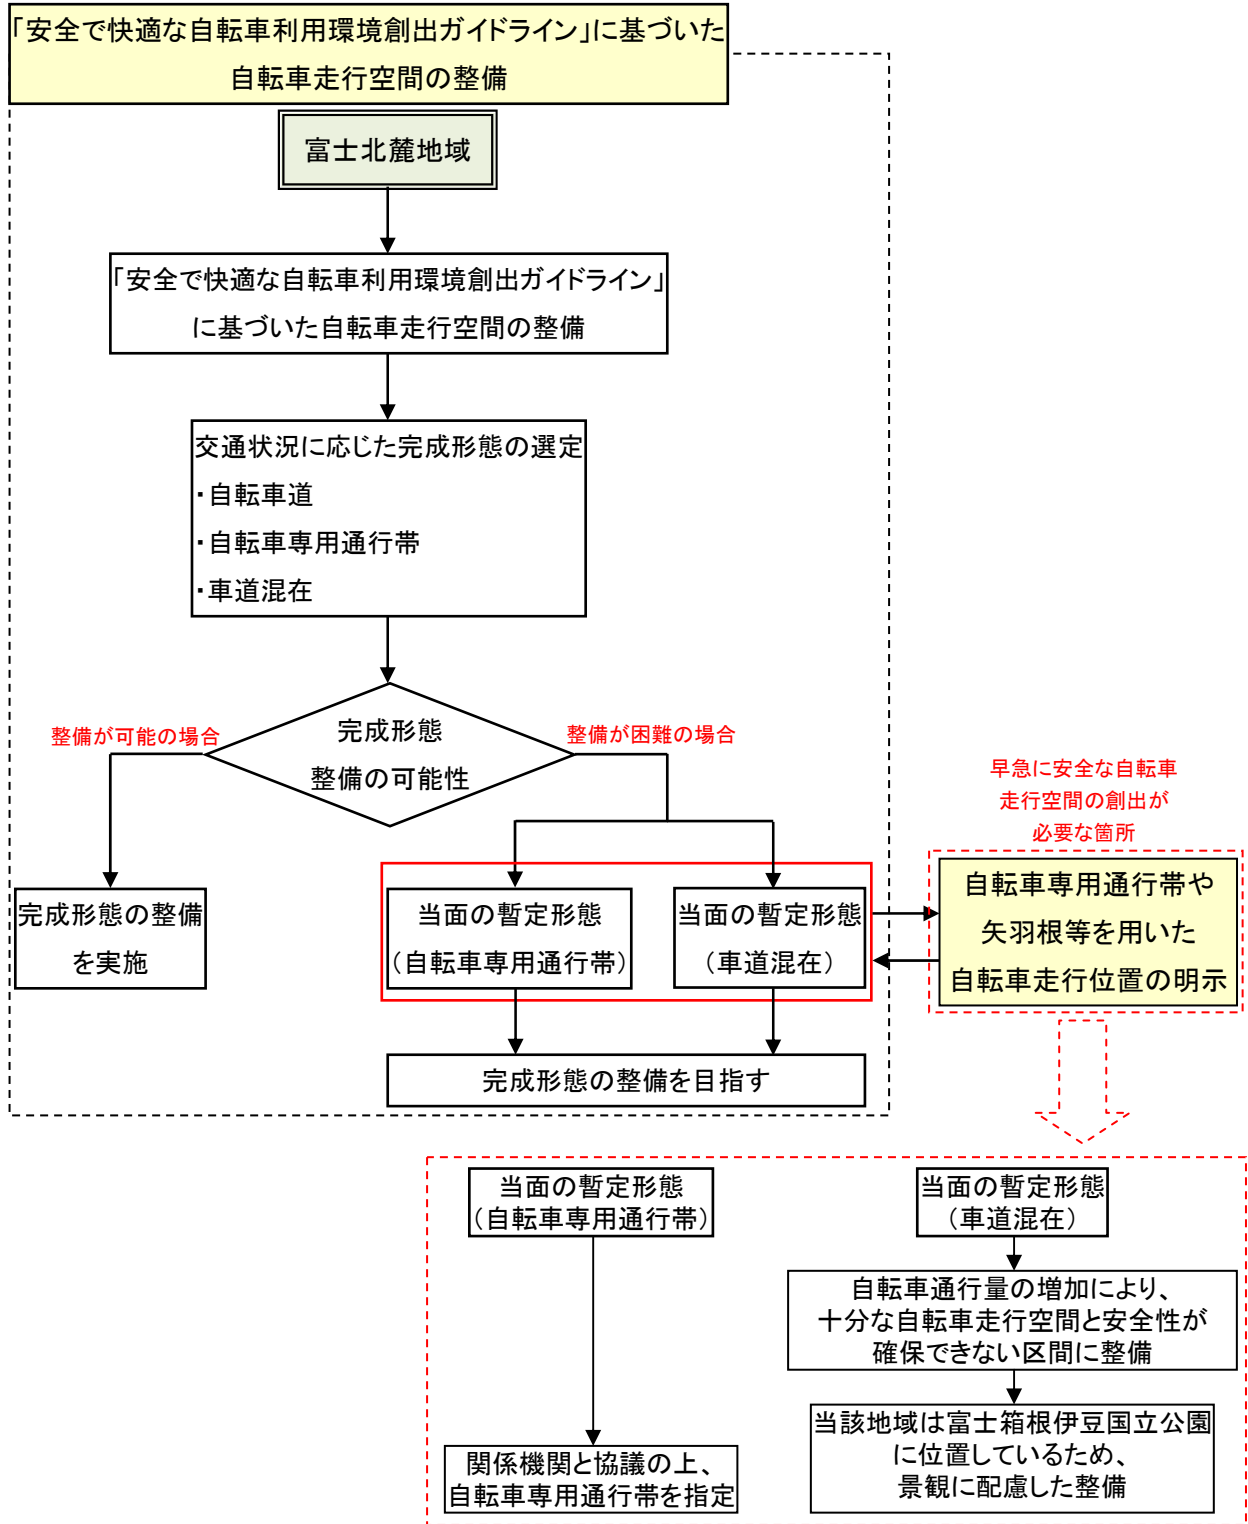 「安全で快適な自転車利用環境創出ガイドライン」に基づいた
自転車走行空間の整備
富士北麓地域
「安全で快適な自転車利用環境創出ガイドライン」
に基づいた自転車走行空間の整備
交通状況に応じた完成形態の選定
・自転車道
・自転車専用通行帯
・車道混在
完成形態
整備の可能性
整備が可能の場合
整備が困難の場合
完成形態の整備
を実施
当面の暫定形態
（自転車専用通行帯）
当面の暫定形態
（車道混在）
完成形態の整備を目指す
早急に安全な自転車
走行空間の創出が
必要な箇所
自転車専用通行帯や
矢羽根等を用いた
自転車走行位置の明示
当面の暫定形態
（自転車専用通行帯）
関係機関と協議の上、
自転車専用通行帯を指定
当面の暫定形態
（車道混在）
自転車通行量の増加により、
十分な自転車走行空間と安全性が
確保できない区間に整備
当該地域は富士箱根伊豆国立公園
に位置しているため、
景観に配慮した整備